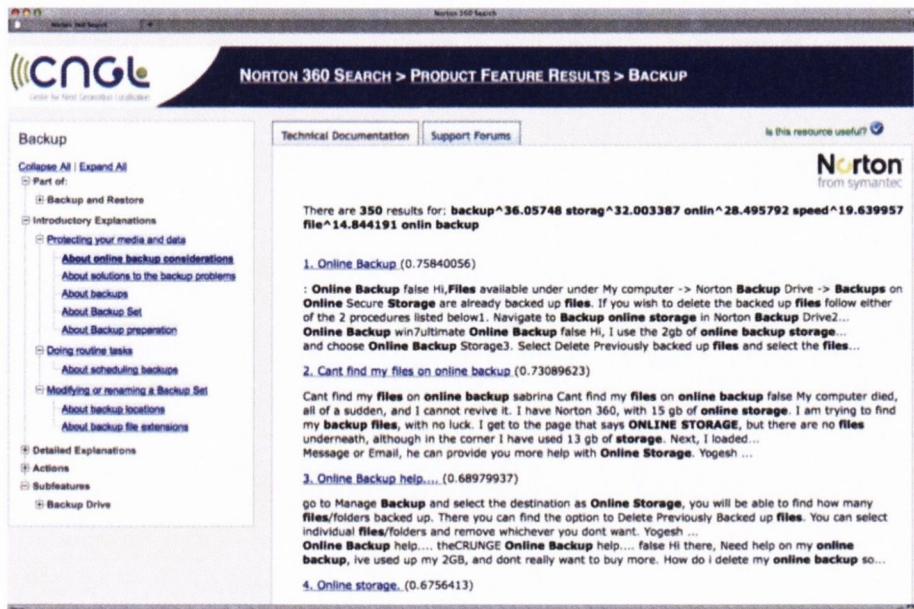 Norton 360 Search
Norton 360 Search
CNGL
Centre for Next Generation Localisation
NORTON 360 SEARCH > PRODUCT FEATURE RESULTS > BACKUP
Backup
Collapse All | Expand All
Part of:
Backup and Restore
Introductory Explanations
Protecting your media and data
About online backup considerations
About solutions to the backup problems
About backups
About Backup Set
About Backup preparation
Doing routine tasks
About scheduling backups
Modifying or renaming a Backup Set
About backup locations
About backup file extensions
Detailed Explanations
Actions
Subfeatures
Backup Drive
Technical Documentation
Support Forums
Is this resource useful?
Norton
from symantec
There are 350 results for: backup^36.05748 storag^32.003387 onlin^28.495792 speed^19.639957
file^14.844191 onlin backup
1. Online Backup (0.75840056)
: Online Backup false Hi,Files available under under My computer -> Norton Backup Drive -> Backups on
Online Secure Storage are already backed up files. If you wish to delete the backed up files follow either
of the 2 procedures listed below1. Navigate to Backup online storage in Norton Backup Drive2...
Online Backup win7ultimate Online Backup false Hi, I use the 2gb of online backup storage...
and choose Online Backup Storage3. Select Delete Previously backed up files and select the files...
2. Cant find my files on online backup (0.73089623)
Cant find my files on online backup sabrina Cant find my files on online backup false My computer died,
all of a sudden, and I cannot revive it. I have Norton 360, with 15 gb of online storage. I am trying to find
my backup files, with no luck. I get to the page that says ONLINE STORAGE, but there are no files
underneath, although in the corner I have used 13 gb of storage. Next, I loaded...
Message or Email, he can provide you more help with Online Storage. Yogesh ...
3. Online Backup help.... (0.68979937)
go to Manage Backup and select the destination as Online Storage, you will be able to find how many
files/folders backed up. There you can find the option to Delete Previously Backed up files. You can select
individual files/folders and remove whichever you dont want. Yogesh ...
Online Backup help.... theCRUNGE Online Backup help.... false Hi there, Need help on my online
backup, ive used up my 2GB, and dont really want to buy more. How do i delete my online backup so...
4. Online storage. (0.6756413)